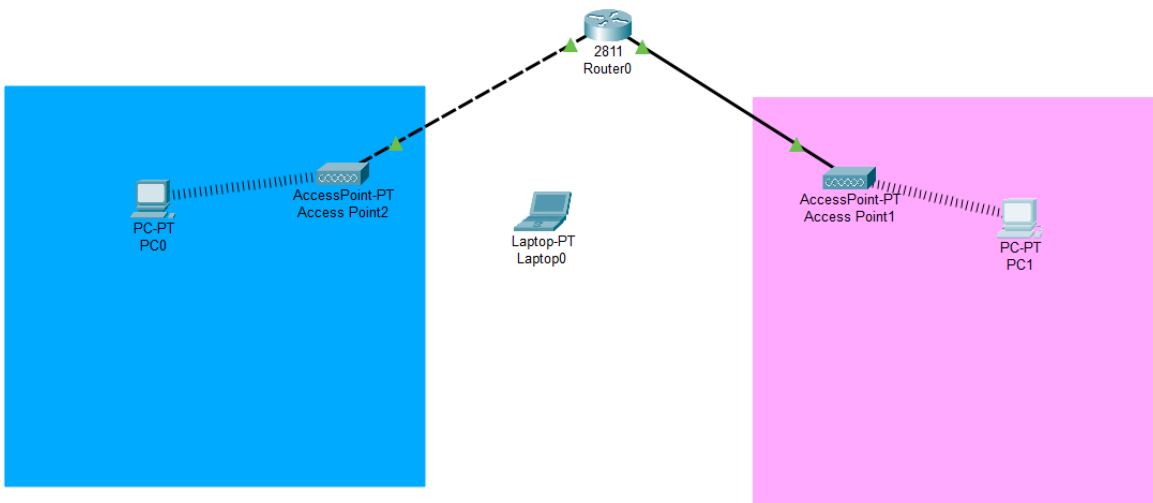 2811
Router0
AccessPoint-PT
Access Point2
PC-PT
PC0
Laptop-PT
Laptop0
AccessPoint-PT
Access Point1
PC-PT
PC1